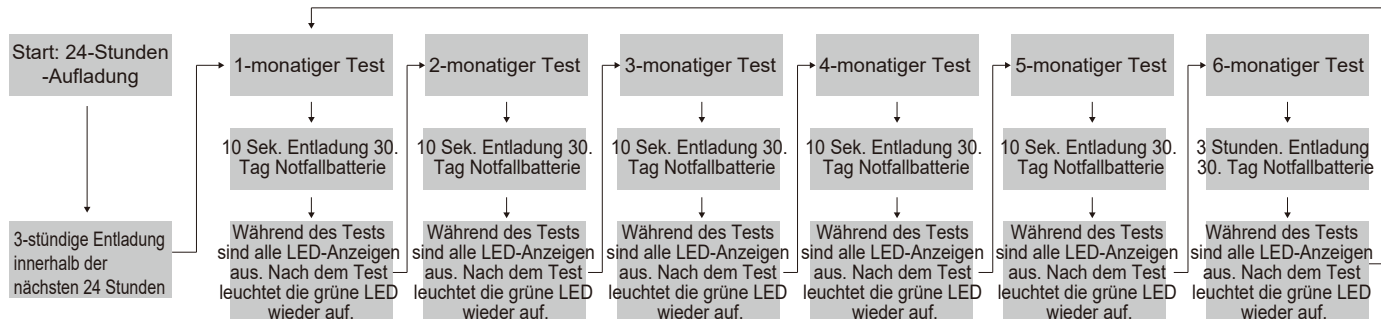 Start: 24-Stunden
-Aufladung
3-stündige Entladung
innerhalb der
nächsten 24 Stunden
1-monatiger Test
10 Sek. Entladung 30.
Tag Notfallbatterie
Während des Tests
sind alle LED-Anzeigen
aus. Nach dem Test
leuchtet die grüne LED
wieder auf.
2-monatiger Test
10 Sek. Entladung 30.
Tag Notfallbatterie
Während des Tests
sind alle LED-Anzeigen
aus. Nach dem Test
leuchtet die grüne LED
wieder auf.
3-monatiger Test
10 Sek. Entladung 30.
Tag Notfallbatterie
Während des Tests
sind alle LED-Anzeigen
aus. Nach dem Test
leuchtet die grüne LED
wieder auf.
4-monatiger Test
10 Sek. Entladung 30.
Tag Notfallbatterie
Während des Tests
sind alle LED-Anzeigen
aus. Nach dem Test
leuchtet die grüne LED
wieder auf.
5-monatiger Test
10 Sek. Entladung 30.
Tag Notfallbatterie
Während des Tests
sind alle LED-Anzeigen
aus. Nach dem Test
leuchtet die grüne LED
wieder auf.
6-monatiger Test
3 Stunden. Entladung
30. Tag Notfallbatterie
Während des Tests
sind alle LED-Anzeigen
aus. Nach dem Test
leuchtet die grüne LED
wieder auf.